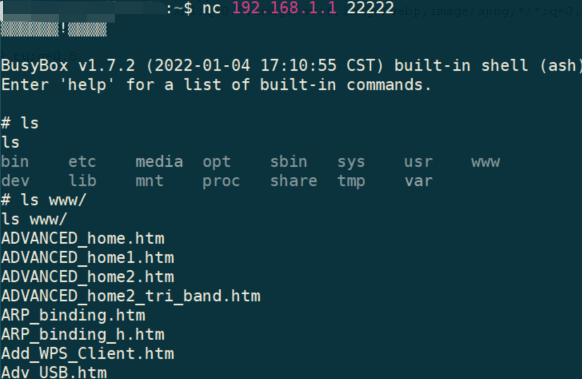 :~$ nc 192.168.1.1 22222
!
BusyBox v1.7.2 (2022-01-04 17:10:55 CST) built-in shell (ash)
Enter 'help' for a list of built-in commands.
# ls
ls
bin etc media opt sbin sys usr www
dev lib mnt proc share tmp var
# ls www/
ls www/
ADVANCED_home.htm
ADVANCED_home1.htm
ADVANCED_home2.htm
ADVANCED_home2_tri_band.htm
ARP_binding.htm
ARP_binding_h.htm
Add_WPS_Client.htm
Adv_USB.htm